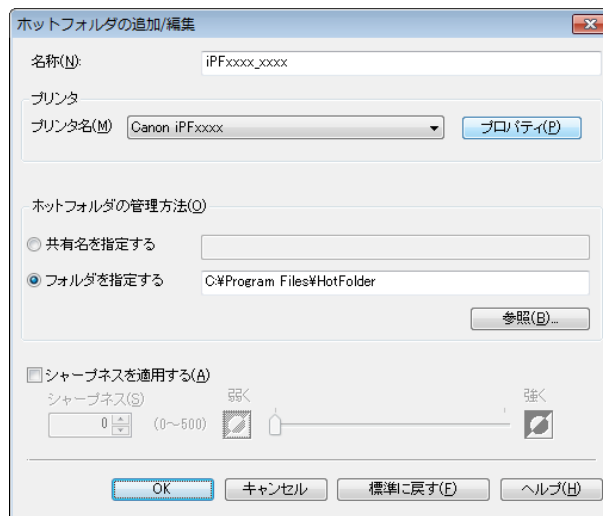 ホットフォルダの追加/編集
名称(N): iPFxxxx_xxxx
プリンタ
プリンタ名(M) Canon iPFxxxx プロパティ(P)
ホットフォルダの管理方法(O)
共有名を指定する
フォルダを指定する C:¥Program Files¥HotFolder
参照(B)...
シャープネスを適用する(A)
シャープネス(S) 弱く 強く
0 (0～500)
OK キャンセル 標準に戻す(F) ヘルプ(H)